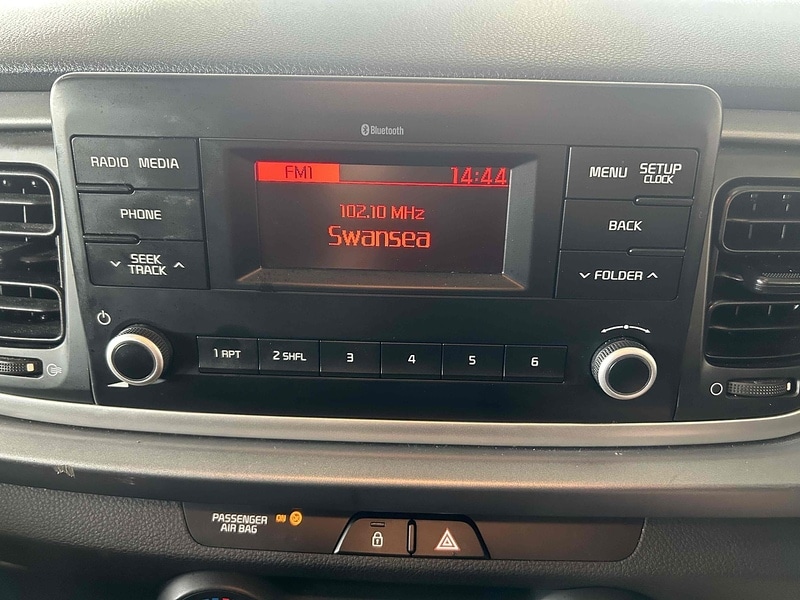 Bluetooth
RADIO MEDIA
PHONE
SEEK
TRACK
FM1 14:44
102.10 MHz
Swansea
MENU SETUP
CLOCK
BACK
FOLDER
1 RPT 2 SHFL 3 4 5 6
PASSENGER
AIR BAG
ON